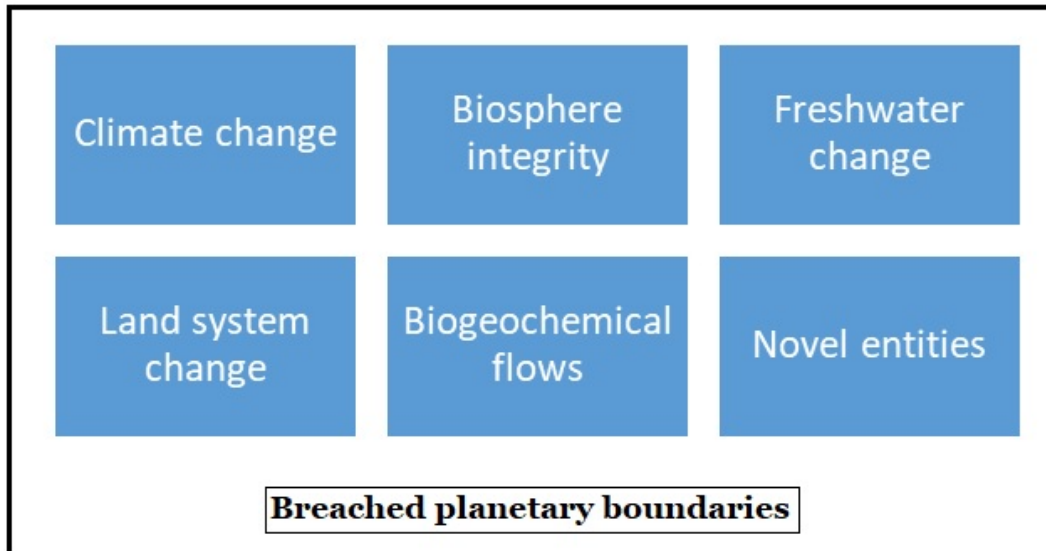 Climate change
Biosphere
integrity
Freshwater
change
Land system
change
Biogeochemical
flows
Novel entities
Breached planetary boundaries